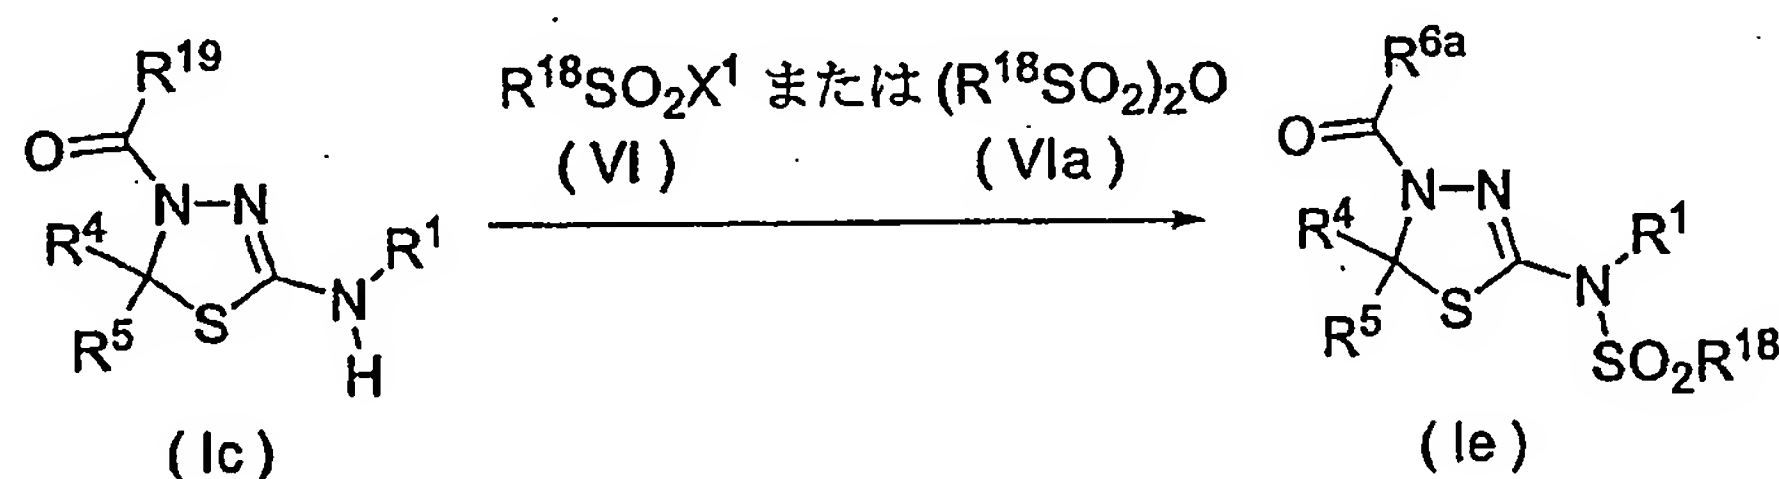 R¹⁹
O
N–N
R⁴
R⁵
S
N
H
R¹
(Ic)
R¹⁸SO₂X¹ または (R¹⁸SO₂)₂O
(VI) (VIa)
R⁶ᵃ
O
N–N
R⁴
R⁵
S
N
R¹
SO₂R¹⁸
(Ie)